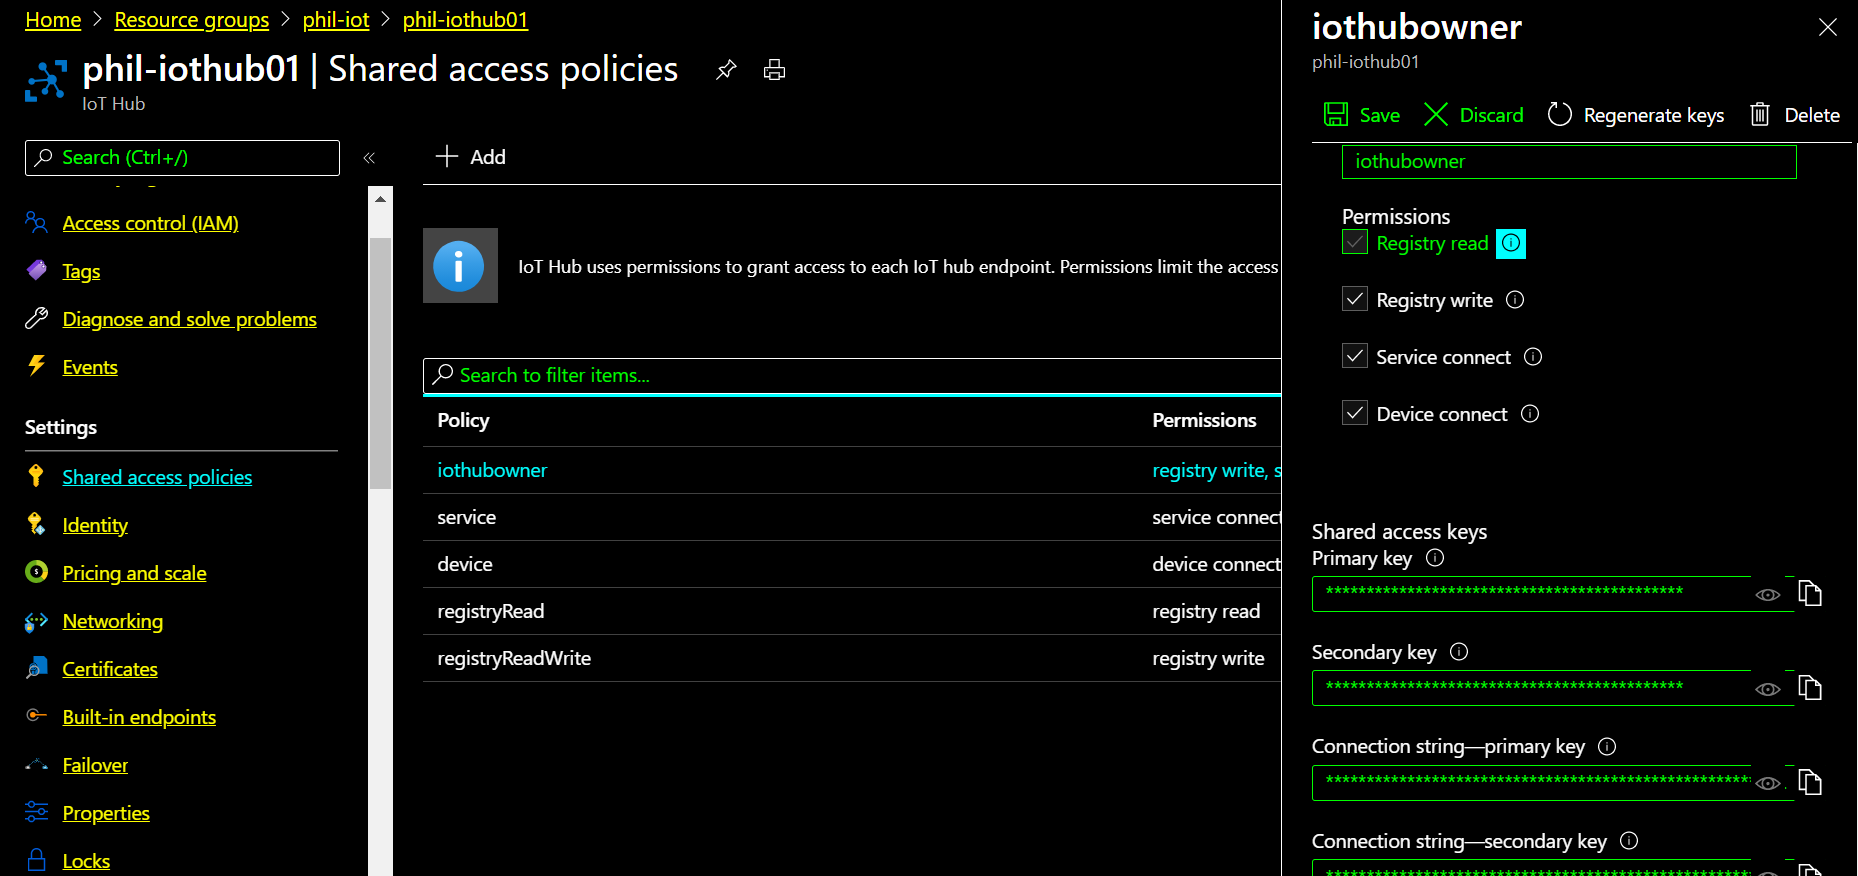 Home > Resource groups > phil-iot > phil-iothub01
phil-iothub01 | Shared access policies
IoT Hub
Search (Ctrl+/)
«
Access control (IAM)
Tags
Diagnose and solve problems
Events
Settings
Shared access policies
Identity
Pricing and scale
Networking
Certificates
Built-in endpoints
Failover
Properties
Locks
Add
IoT Hub uses permissions to grant access to each IoT hub endpoint. Permissions limit the access
Search to filter items...
Policy Permissions
iothubowner registry write, s
service service connect
device device connect
registryRead registry read
registryReadWrite registry write
iothubowner
phil-iothub01
Save Discard Regenerate keys Delete
iothubowner
Permissions
Registry read
Registry write
Service connect
Device connect
Shared access keys
Primary key
********************************************
Secondary key
********************************************
Connection string—primary key
****************************************************
Connection string—secondary key
****************************************************